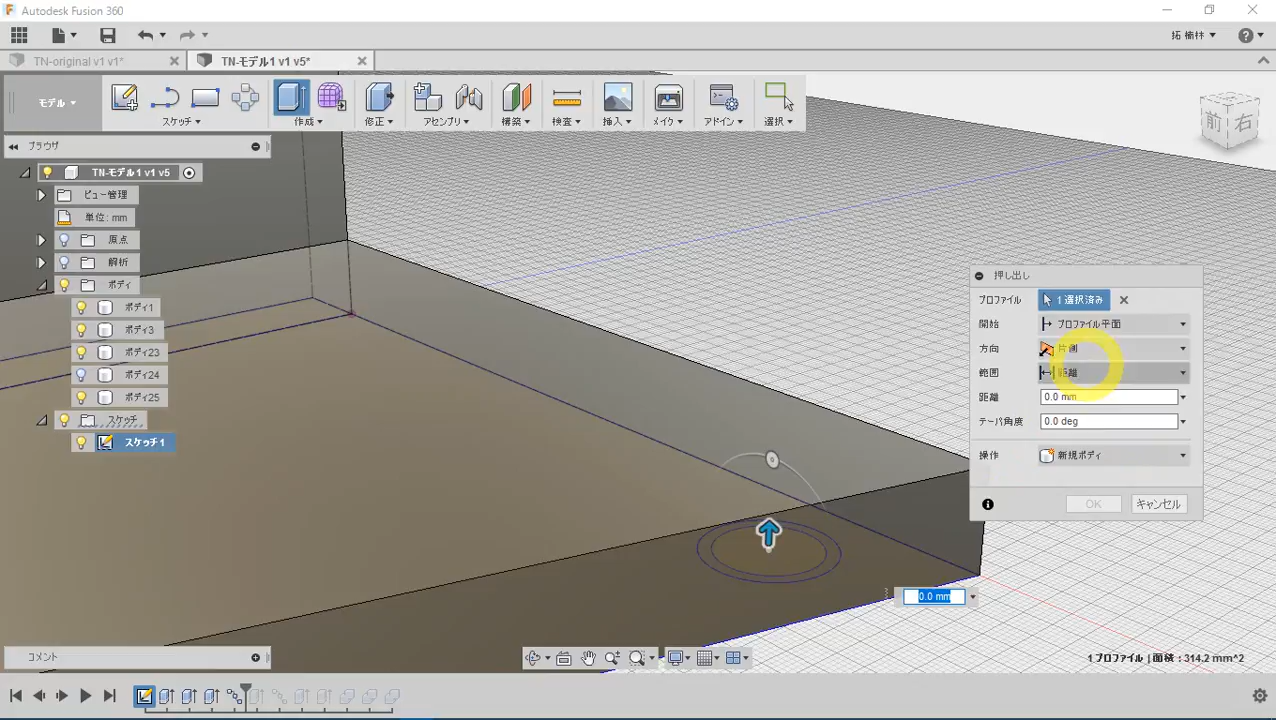 Autodesk Fusion 360
拓 楠林
TN-original v1 v1*
TN-モデル1 v1 v5*
モデル
スケッチ
作成
修正
アセンブリ
構築
検査
挿入
メイク
アドイン
選択
前
右
ブラウザ
TN-モデル1 v1 v5
ビュー管理
単位: mm
原点
解析
ボディ
ボディ1
ボディ3
ボディ23
ボディ24
ボディ25
スケッチ
スケッチ1
押し出し
プロファイル
1 選択済み
開始
プロファイル平面
方向
片側
範囲
距離
距離
0.0 mm
テーパ角度
0.0 deg
操作
新規ボディ
OK
キャンセル
0.0 mm
コメント
1 プロファイル | 面積 : 314.2 mm^2